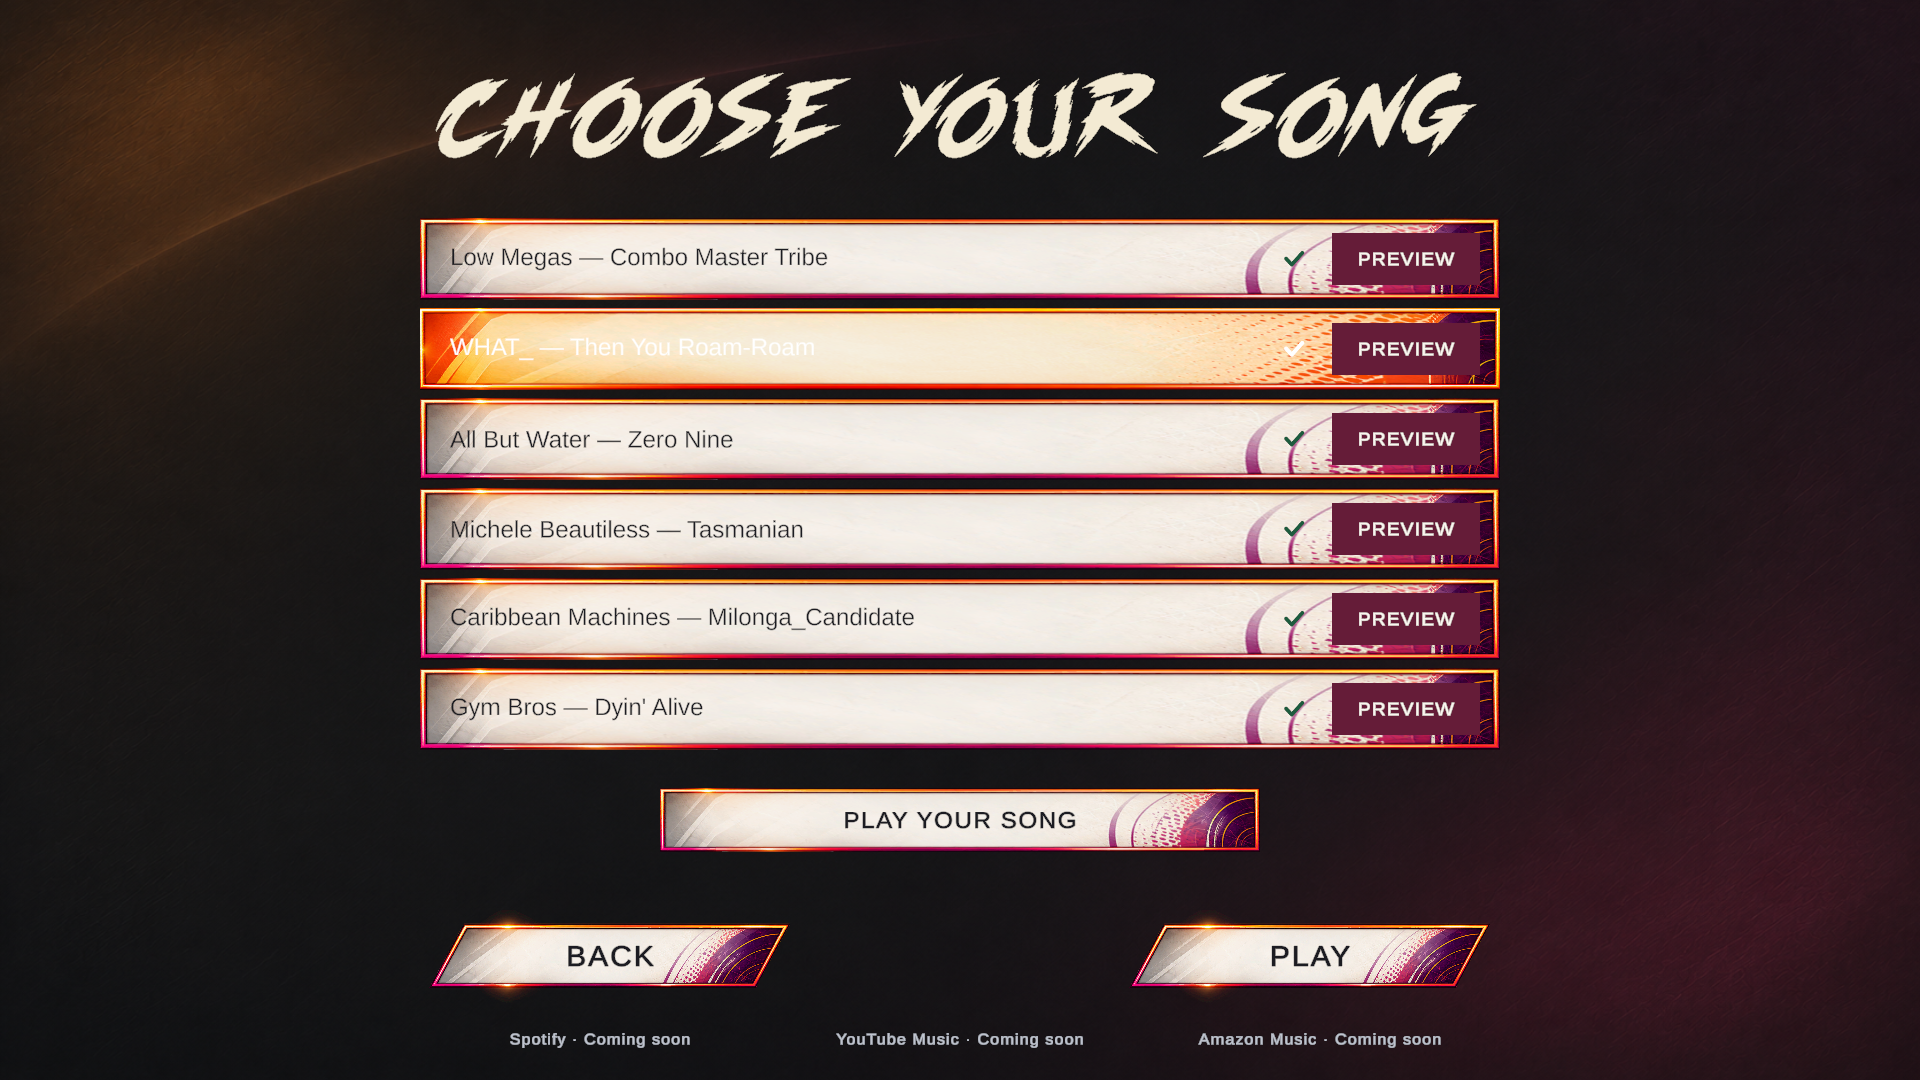 CHOOSE YOUR SONG
Low Megas — Combo Master Tribe
PREVIEW
WHAT_ — Then You Roam-Roam
PREVIEW
All But Water — Zero Nine
PREVIEW
Michele Beautiless — Tasmanian
PREVIEW
Caribbean Machines — Milonga_Candidate
PREVIEW
Gym Bros — Dyin' Alive
PREVIEW
PLAY YOUR SONG
BACK
PLAY
Spotify · Coming soon
YouTube Music · Coming soon
Amazon Music · Coming soon